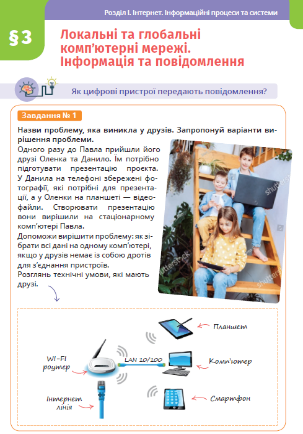 Розділ І. Інтернет. Інформаційні процеси та системи
§ 3
Локальні та глобальні
комп'ютерні мережі.
Інформація та повідомлення
Як цифрові пристрої передають повідомлення?
Завдання № 1
Назви проблему, яка виникла у друзів. Запропонуй варіанти ви-
рішення проблеми.
Одного разу до Павла прийшли його
друзі Оленка та Данило. Їм потрібно
підготувати презентацію проєкта.
У Данила на телефоні збережені фо-
тографії, які потрібні для презента-
ції, а у Оленки на планшеті — відео-
файли. Створювати презентацію
вони вирішили на стаціонарному
комп'ютері Павла.
Допоможи вирішити проблему: як зі-
брати всі дані на одному комп'ютері,
якщо у друзів немає із собою дротів
для з'єднання пристроїв.
Розглянь технічні умови, які мають
друзі.
Планшет
WI-FI
роутер
LAN 10/100
Комп'ютер
Інтернет
лінія
Смартфон